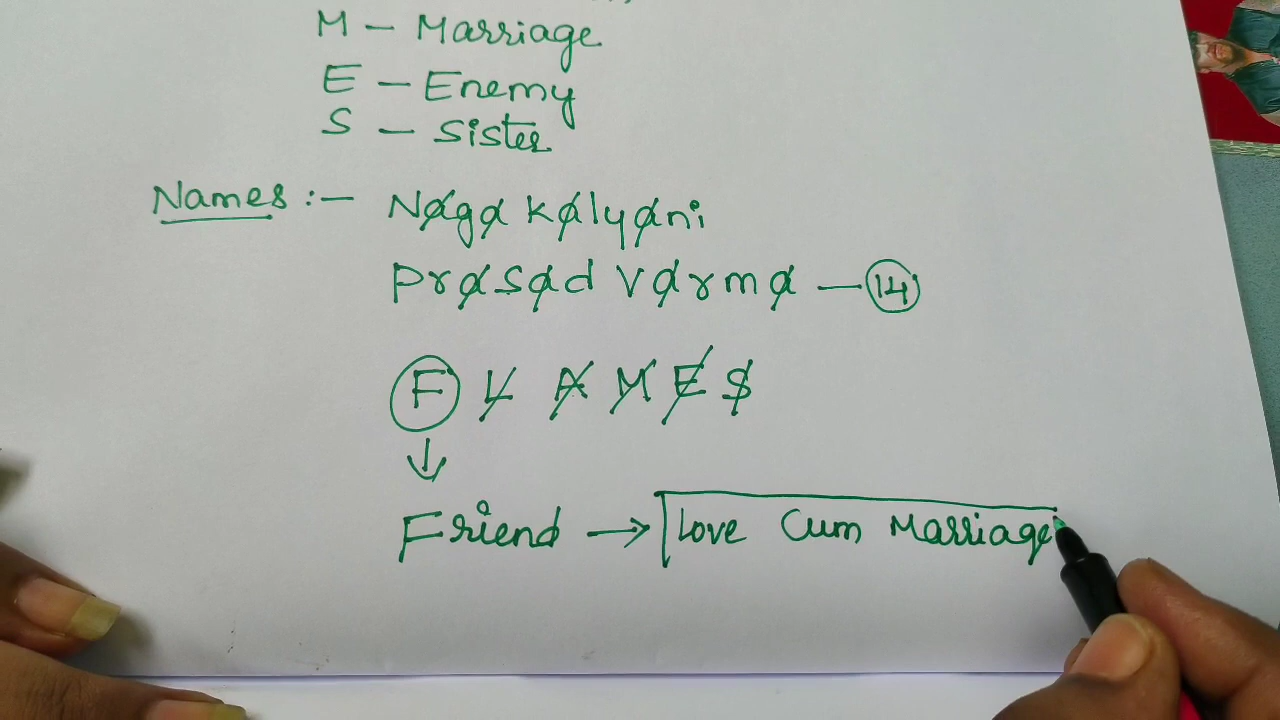 M - Marriage
E - Enemy
S - Sister
Names :- Naga Kalyani
Prasad Varma - 14
F L A M E S
Friend → Love Cum Marriage